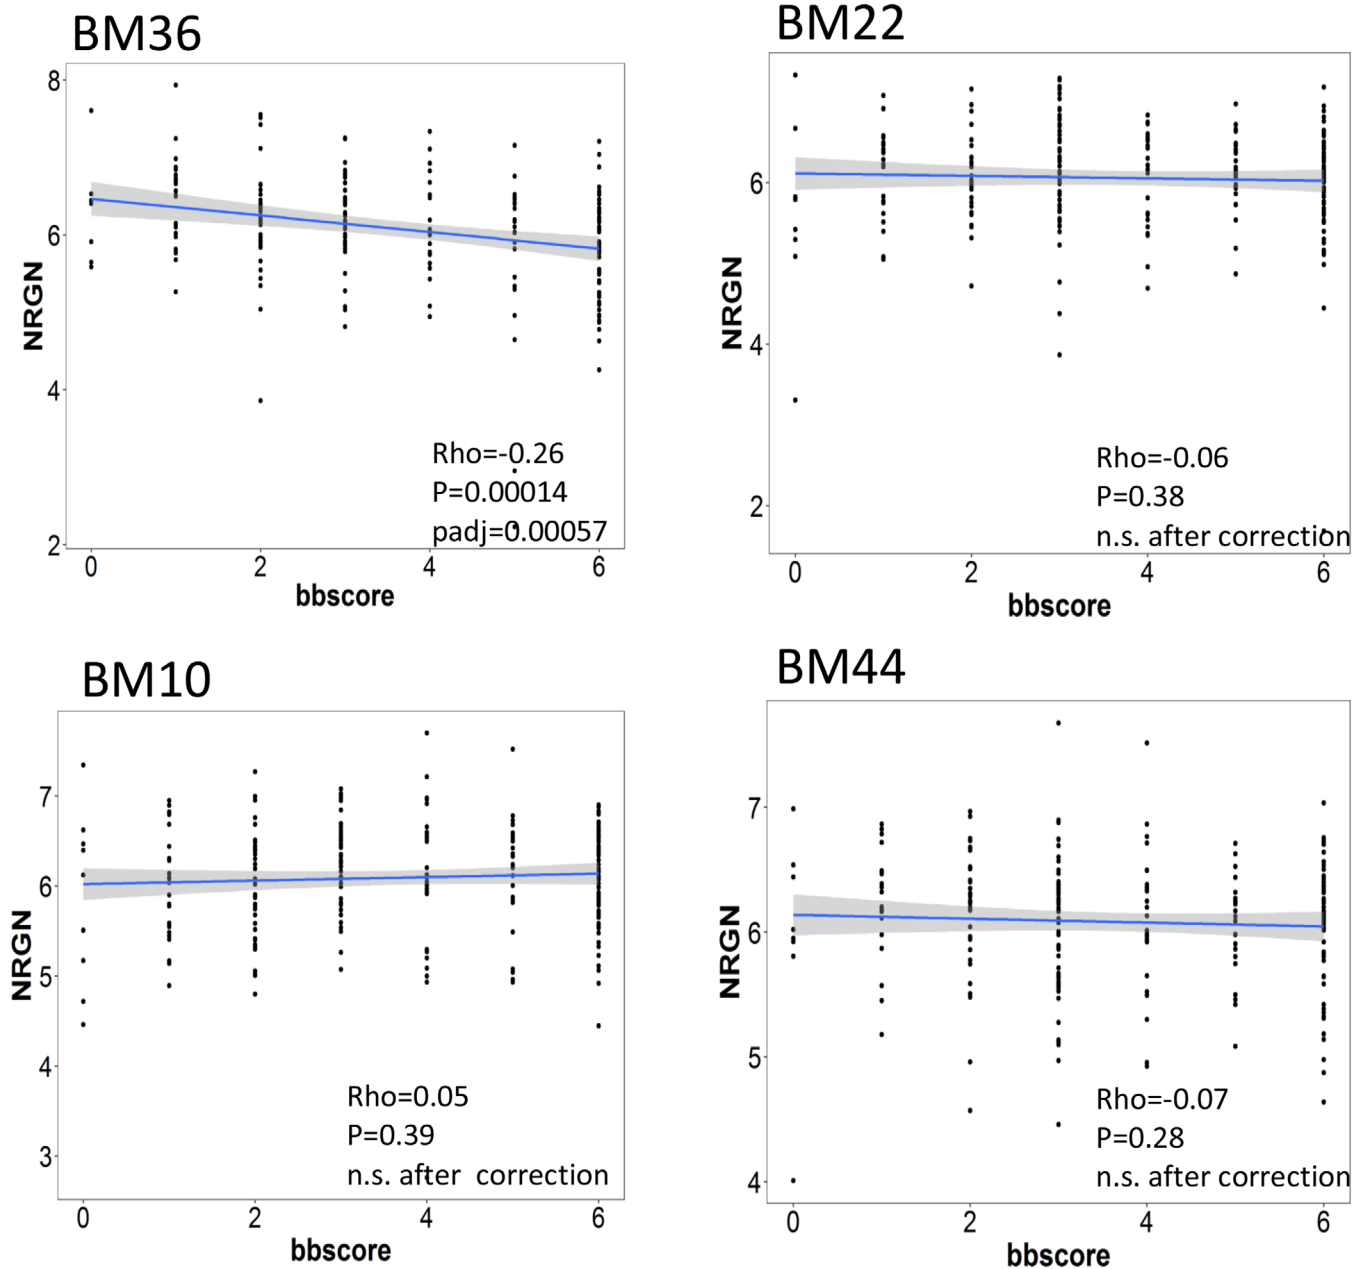 BM36
8
6
4
2
NRGN
Rho=-0.26
P=0.00014
padj=0.00057
0 2 4 6
bbscore
BM22
6
4
2
NRGN
Rho=-0.06
P=0.38
n.s. after correction
0 2 4 6
bbscore
BM10
7
6
5
4
3
NRGN
Rho=0.05
P=0.39
n.s. after correction
0 2 4 6
bbscore
BM44
7
6
5
4
NRGN
Rho=-0.07
P=0.28
n.s. after correction
0 2 4 6
bbscore